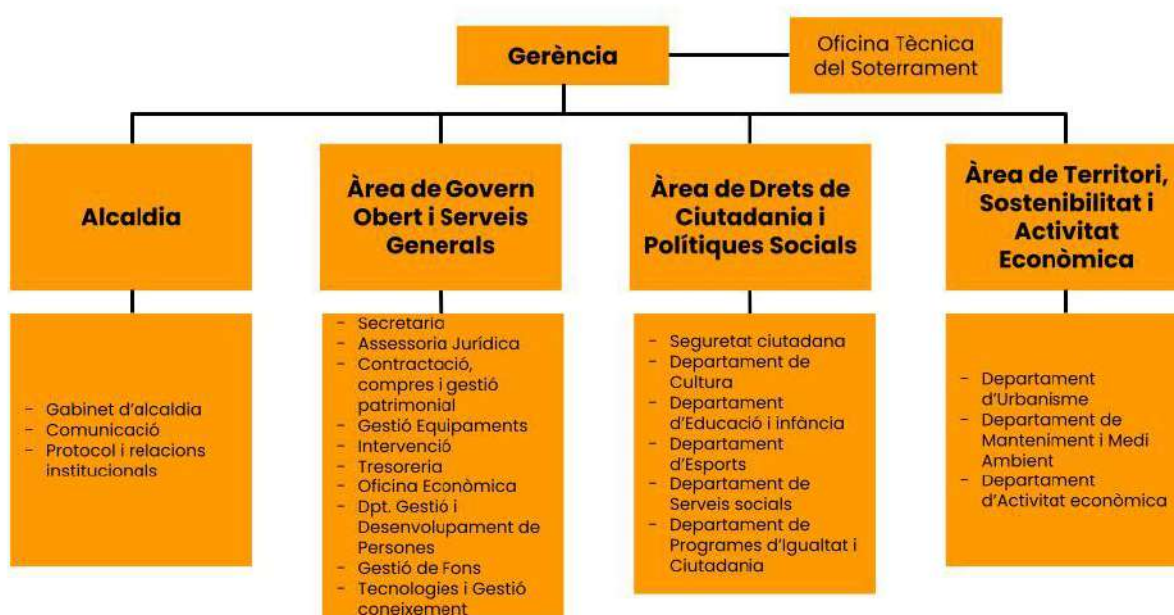 Gerència
Oficina Tècnica
del Soterrament
Alcaldia
Àrea de Govern
Obert i Serveis
Generals
Àrea de Drets de
Ciutadania i
Polítiques Socials
Àrea de Territori,
Sostenibilitat i
Activitat
Econòmica
- Gabinet d'alcaldia
- Comunicació
- Protocol i relacions
institucionals
- Secretaria
- Assessoria Jurídica
- Contractació,
compres i gestió
patrimonial
- Gestió Equipaments
- Intervenció
- Tresoreria
- Oficina Econòmica
- Dpt. Gestió i
Desenvolupament de
Persones
- Gestió de Fons
- Tecnologies i Gestió
coneixement
- Seguretat ciutadana
- Departament de
Cultura
- Departament
d'Educació i infància
- Departament
d'Esports
- Departament de
Serveis socials
- Departament de
Programes d'Igualtat i
Ciutadania
- Departament
d'Urbanisme
- Departament de
Manteniment i Medi
Ambient
- Departament
d'Activitat econòmica